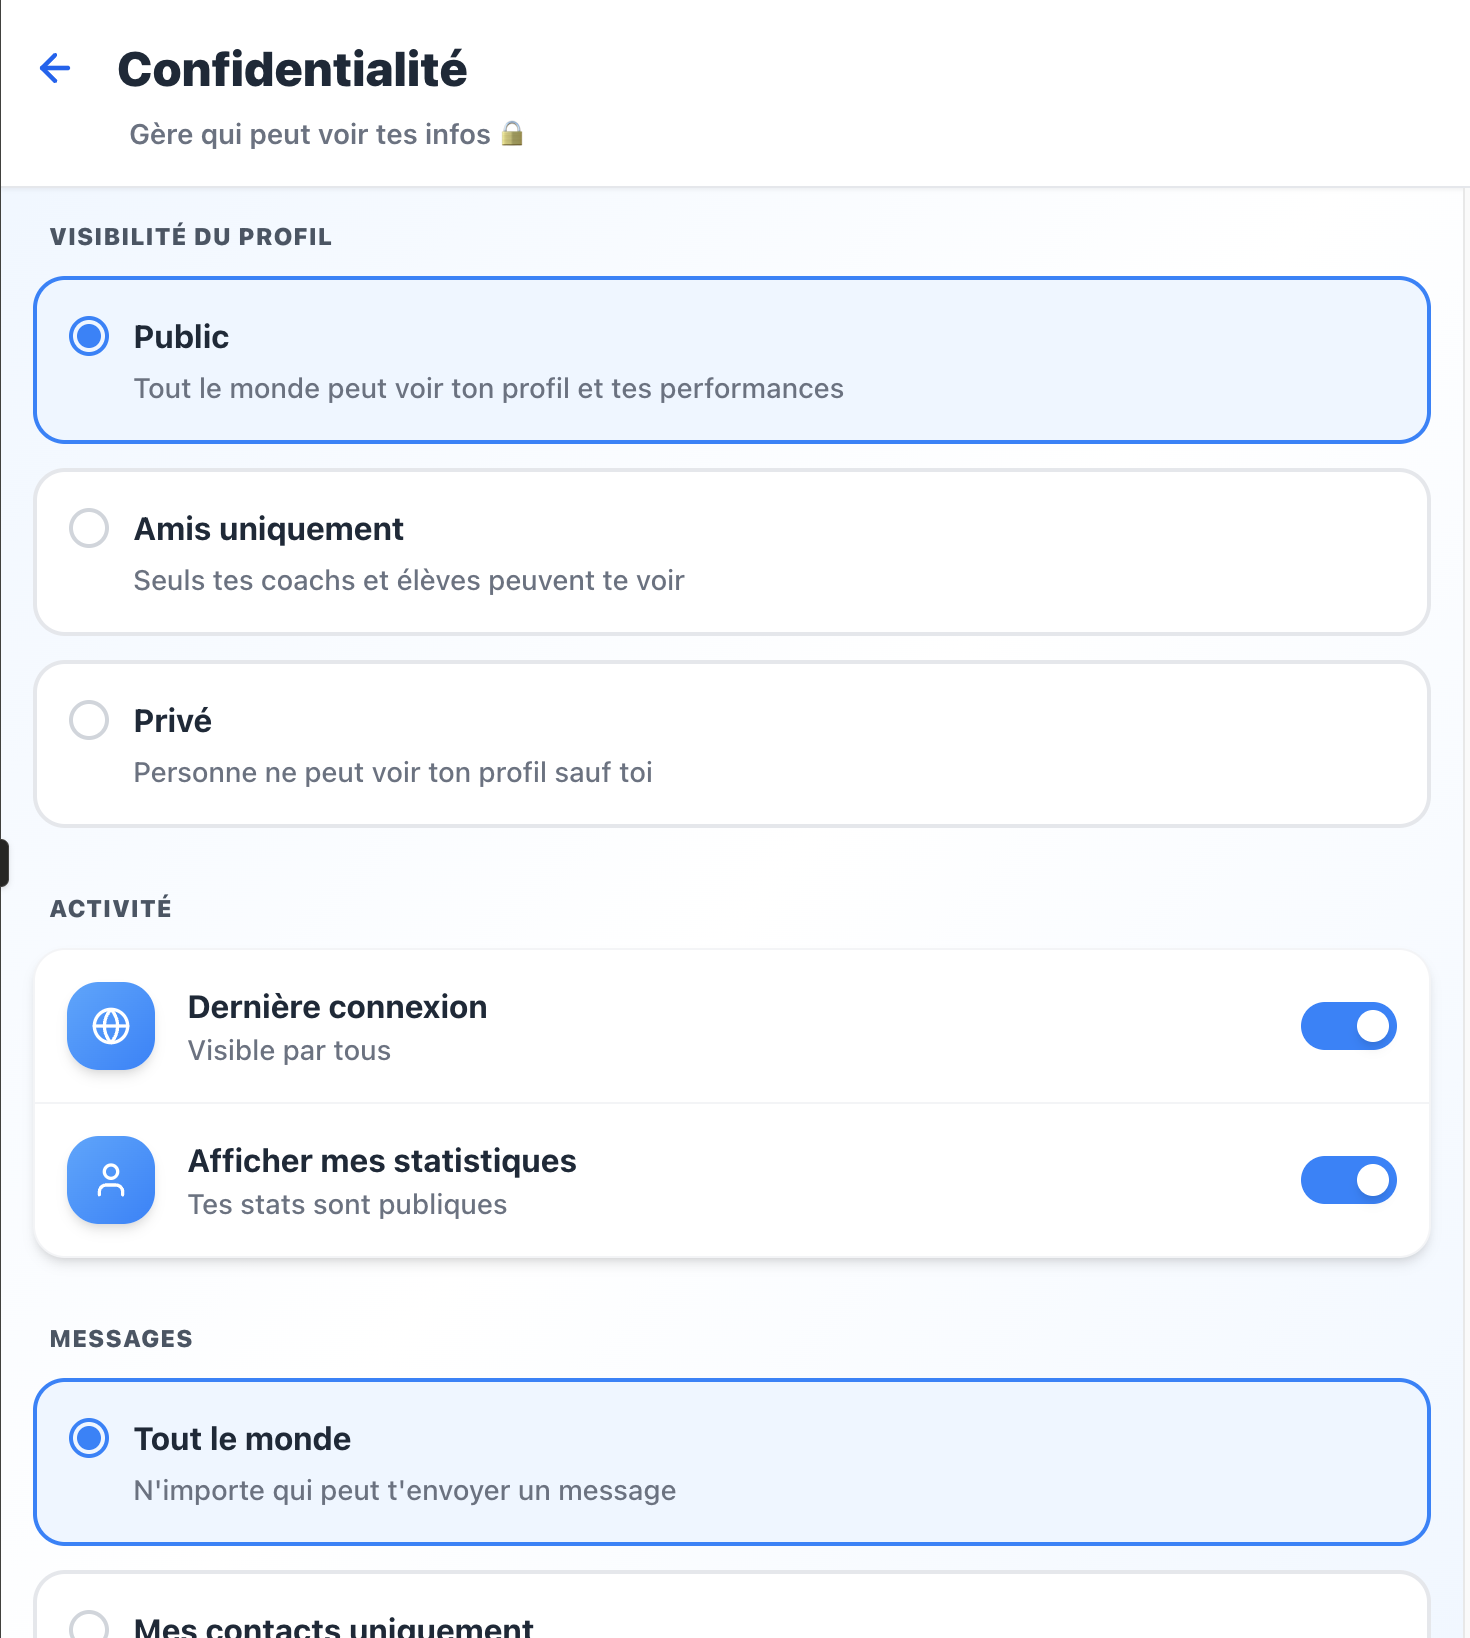 Confidentialité
Gère qui peut voir tes infos 🔒
VISIBILITÉ DU PROFIL
Public
Tout le monde peut voir ton profil et tes performances
Amis uniquement
Seuls tes coachs et élèves peuvent te voir
Privé
Personne ne peut voir ton profil sauf toi
ACTIVITÉ
Dernière connexion
Visible par tous
Afficher mes statistiques
Tes stats sont publiques
MESSAGES
Tout le monde
N'importe qui peut t'envoyer un message
Mes contacts uniquement